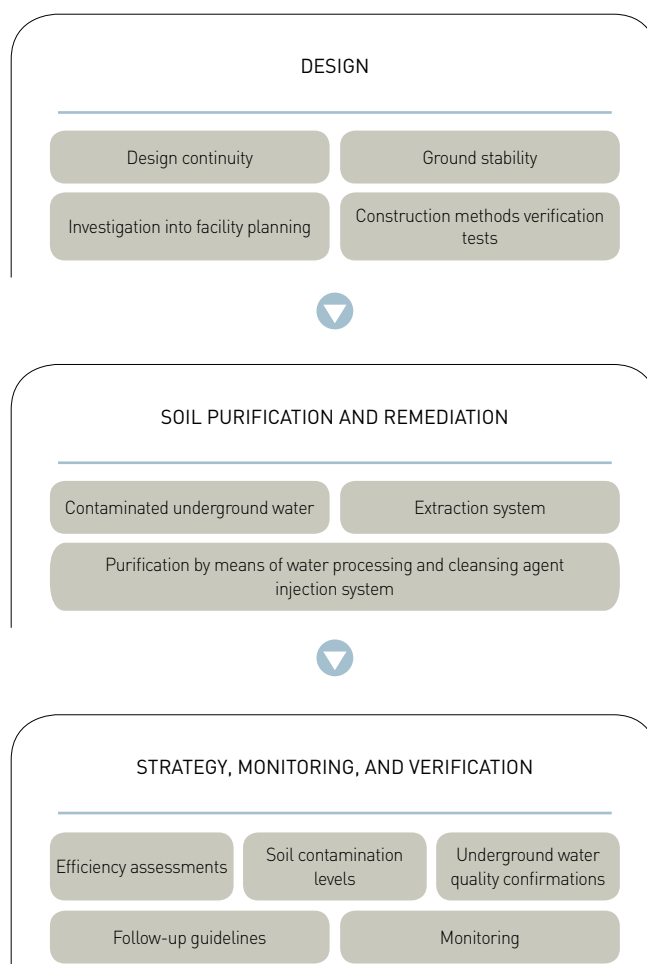 DESIGN
Design continuity
Ground stability
Investigation into facility planning
Construction methods verification
tests
SOIL PURIFICATION AND REMEDIATION
Contaminated underground water
Extraction system
Purification by means of water processing and cleansing agent
injection system
STRATEGY, MONITORING, AND VERIFICATION
Efficiency assessments
Soil contamination
levels
Underground water
quality confirmations
Follow-up guidelines
Monitoring